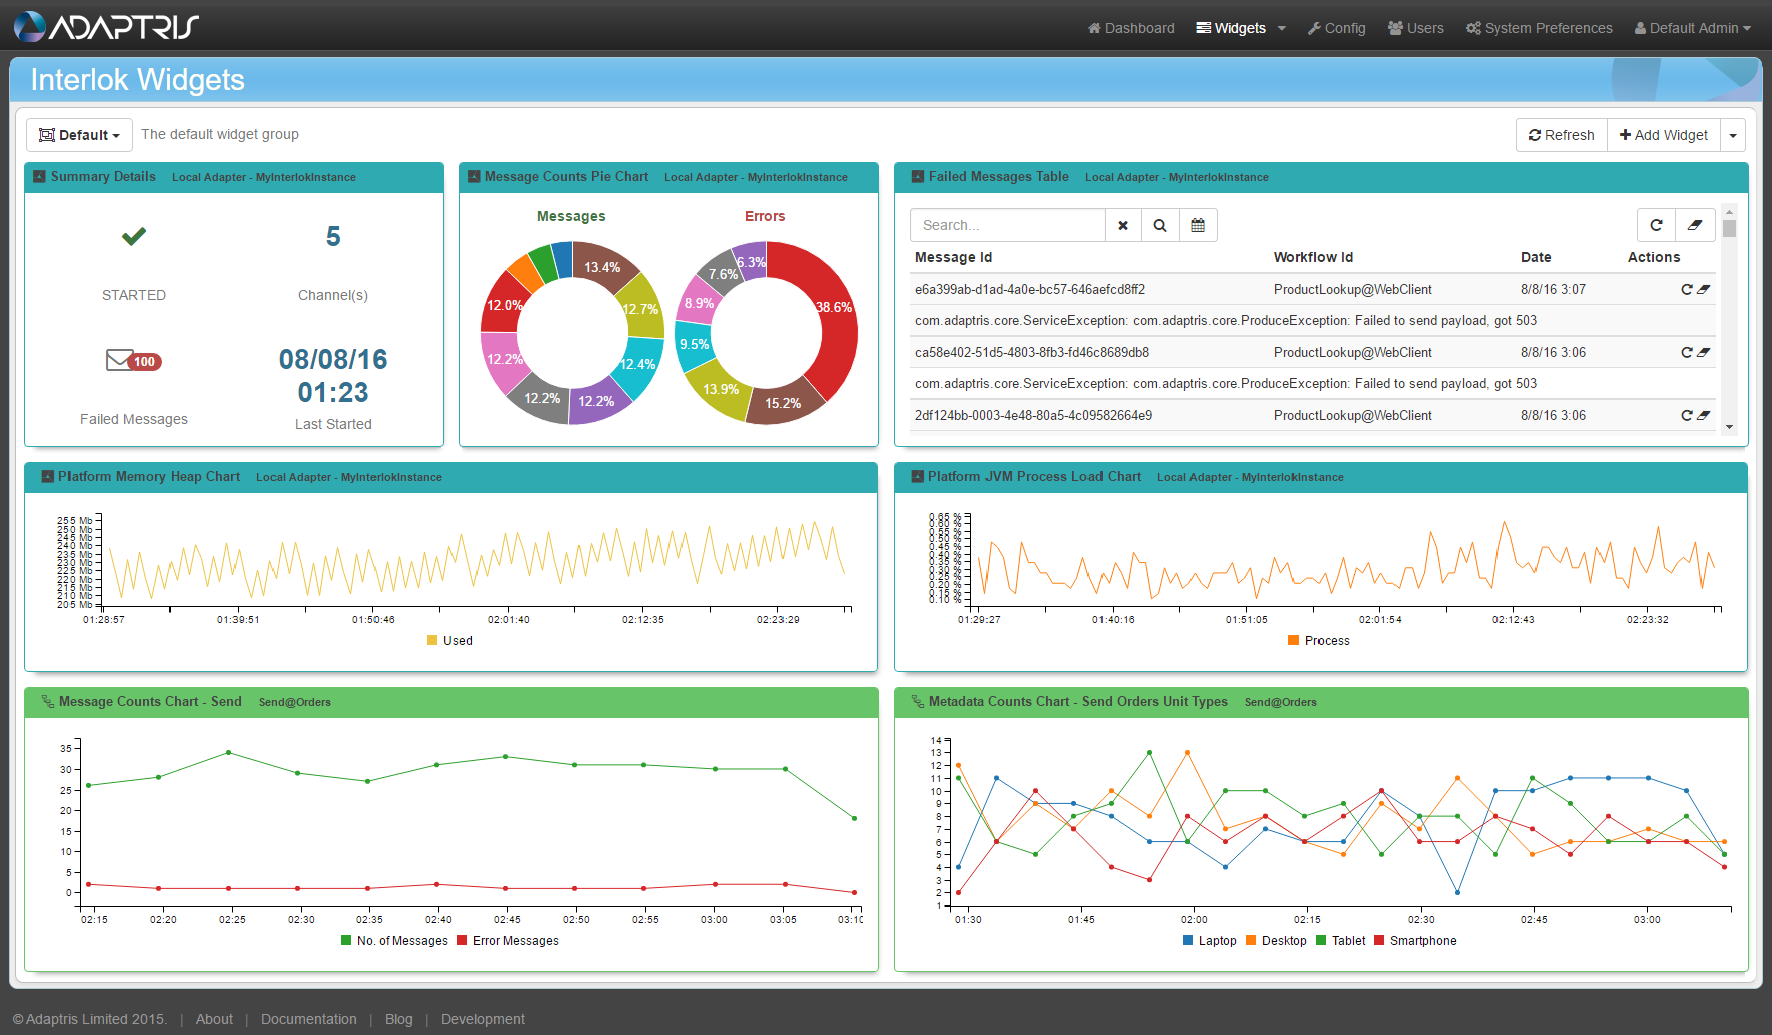 ADAPTRIS
Dashboard Widgets Config Users System Preferences Default Admin
Interlok Widgets
Default The default widget group Refresh Add Widget
Summary Details Local Adapter - MyInterlokInstance
STARTED
5
Channel(s)
100
Failed Messages
08/08/16
01:23
Last Started
Message Counts Pie Chart Local Adapter - MyInterlokInstance
Messages
13.4%
12.7%
12.4%
12.2%
12.2%
12.2%
12.0%
Errors
38.6%
15.2%
13.9%
9.5%
8.9%
7.6%
6.3%
Failed Messages Table Local Adapter - MyInterlokInstance
Search...
Message Id Workflow Id Date Actions
e6a399ab-d1ad-4a0e-bc57-646aefcd8ff2 ProductLookup@WebClient 8/8/16 3:07
com.adaptris.core.ServiceException: com.adaptris.core.ProduceException: Failed to send payload, got 503
ca58e402-51d5-4803-8fb3-fd46c8689db8 ProductLookup@WebClient 8/8/16 3:06
com.adaptris.core.ServiceException: com.adaptris.core.ProduceException: Failed to send payload, got 503
2df124bb-0003-4e48-80a5-4c09582664e9 ProductLookup@WebClient 8/8/16 3:06
Platform Memory Heap Chart Local Adapter - MyInterlokInstance
255 Mb
250 Mb
245 Mb
240 Mb
235 Mb
230 Mb
225 Mb
220 Mb
215 Mb
210 Mb
205 Mb
01:28:57 01:39:51 01:50:46 02:01:40 02:12:35 02:23:29
Used
Platform JVM Process Load Chart Local Adapter - MyInterlokInstance
0.65 %
0.60 %
0.55 %
0.50 %
0.45 %
0.40 %
0.35 %
0.30 %
0.25 %
0.20 %
0.15 %
0.10 %
01:29:27 01:40:16 01:51:05 02:01:54 02:12:43 02:23:32
Process
Message Counts Chart - Send Send@Orders
35
30
25
20
15
10
5
0
02:15 02:20 02:25 02:30 02:35 02:40 02:45 02:50 02:55 03:00 03:05 03:10
No. of Messages Error Messages
Metadata Counts Chart - Send Orders Unit Types Send@Orders
14
13
12
11
10
9
8
7
6
5
4
3
2
1
01:30 01:45 02:00 02:15 02:30 02:45 03:00
Laptop Desktop Tablet Smartphone
© Adaptris Limited 2015. | About | Documentation | Blog | Development